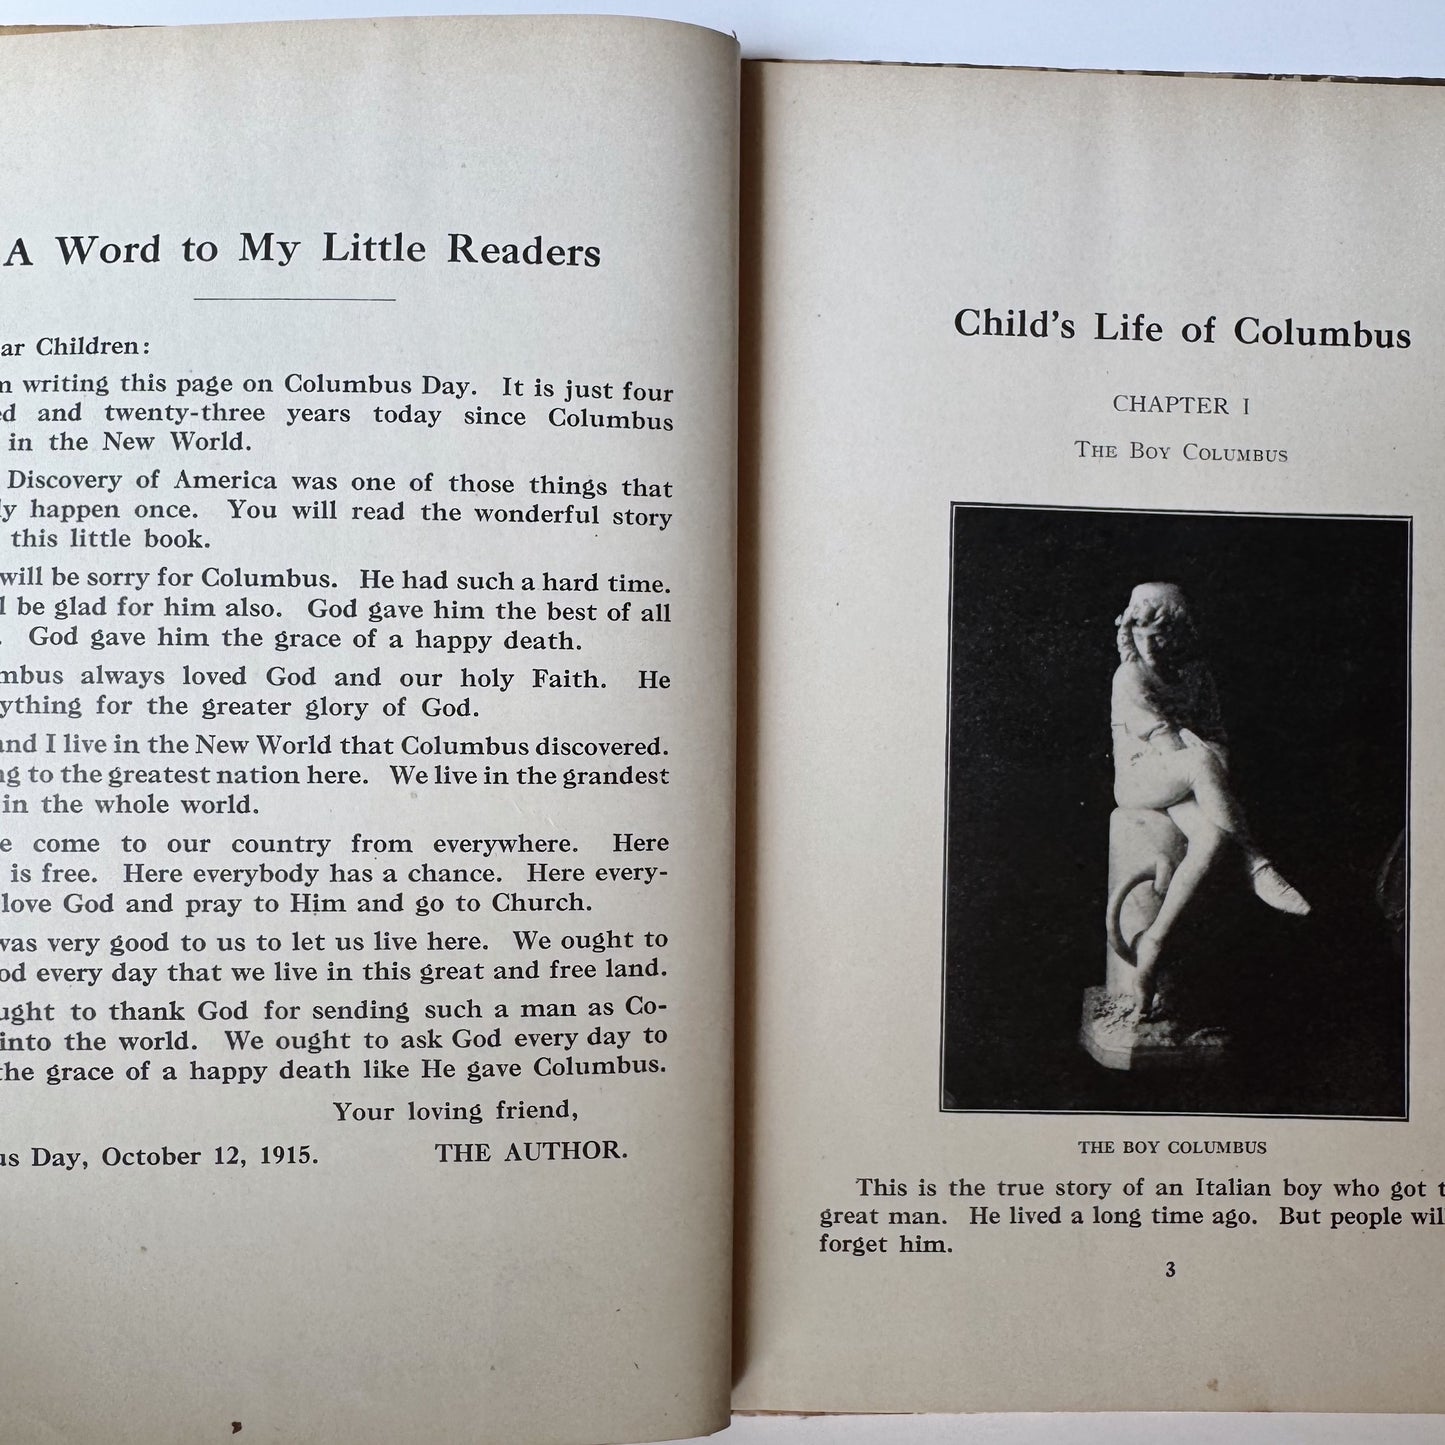 A Word to My Little Readers
ar Children:
writing this page on Columbus Day. It is just four
ed and twenty-three years today since Columbus
in the New World.
Discovery of America was one of those things that
ly happen once. You will read the wonderful story
this little book.
will be sorry for Columbus. He had such a hard time.
l be glad for him also. God gave him the best of all
. God gave him the grace of a happy death.
mbus always loved God and our holy Faith. He
ything for the greater glory of God.
and I live in the New World that Columbus discovered.
ng to the greatest nation here. We live in the grandest
in the whole world.
e come to our country from everywhere. Here
is free. Here everybody has a chance. Here every-
love God and pray to Him and go to Church.
was very good to us to let us live here. We ought to
od every day that we live in this great and free land.
ught to thank God for sending such a man as Co-
into the world. We ought to ask God every day to
the grace of a happy death like He gave Columbus.
Your loving friend,
us Day, October 12, 1915. THE AUTHOR.
Child's Life of Columbus
CHAPTER I
The Boy Columbus
THE BOY COLUMBUS
This is the true story of an Italian boy who got t
great man. He lived a long time ago. But people wil
forget him.
3